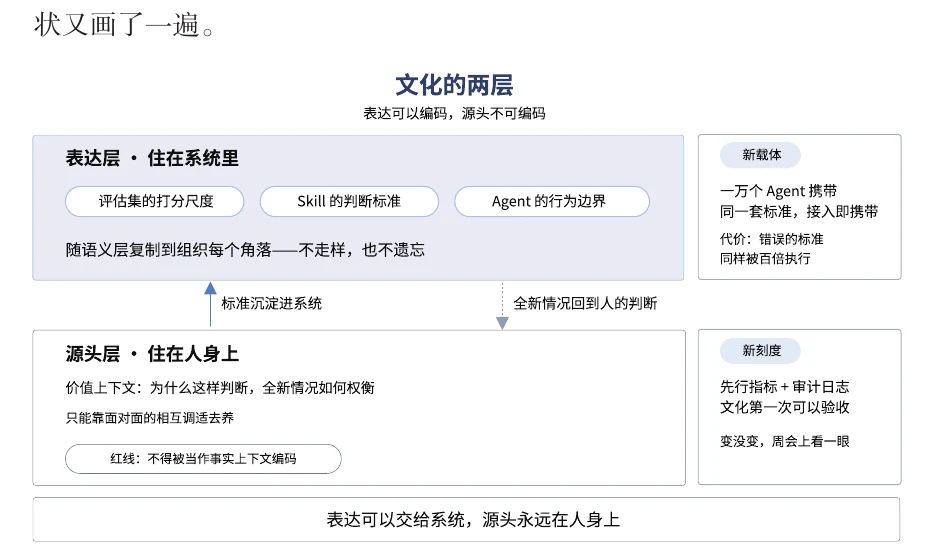 状又画了一遍。
文化的两层
表达可以编码，源头不可编码
表达层 · 住在系统里
评估集的打分尺度
Skill 的判断标准
Agent 的行为边界
随语义层复制到组织每个角落——不走样，也不遗忘
新载体
一万个 Agent 携带
同一套标准，接入即携带
代价：错误的标准
同样被百倍执行
标准沉淀进系统
全新情况回到人的判断
源头层 · 住在人身上
价值上下文：为什么这样判断，全新情况如何权衡
只能靠面对面的相互调适去养
红线：不得被当作事实上下文编码
新刻度
先行指标 + 审计日志
文化第一次可以验收
变没变，周会上看一眼
表达可以交给系统，源头永远在人身上